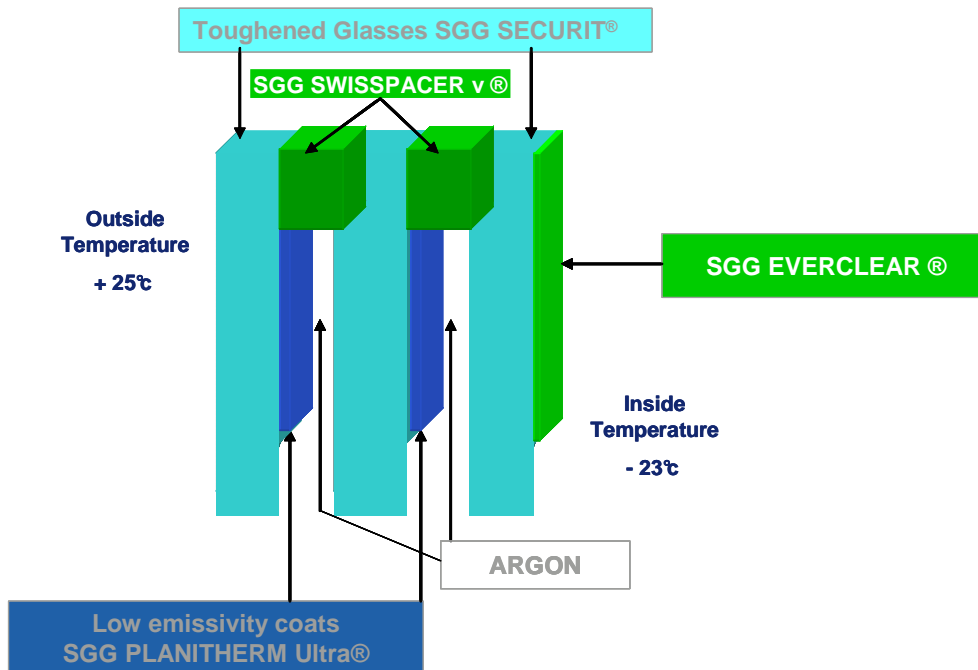 Toughened Glasses SGG SECURIT®
SGG SWISSPACER v ®
Outside
Temperature
+ 25°c
SGG EVERCLEAR ®
Inside
Temperature
- 23°c
ARGON
Low emissivity coats
SGG PLANITHERM Ultra®